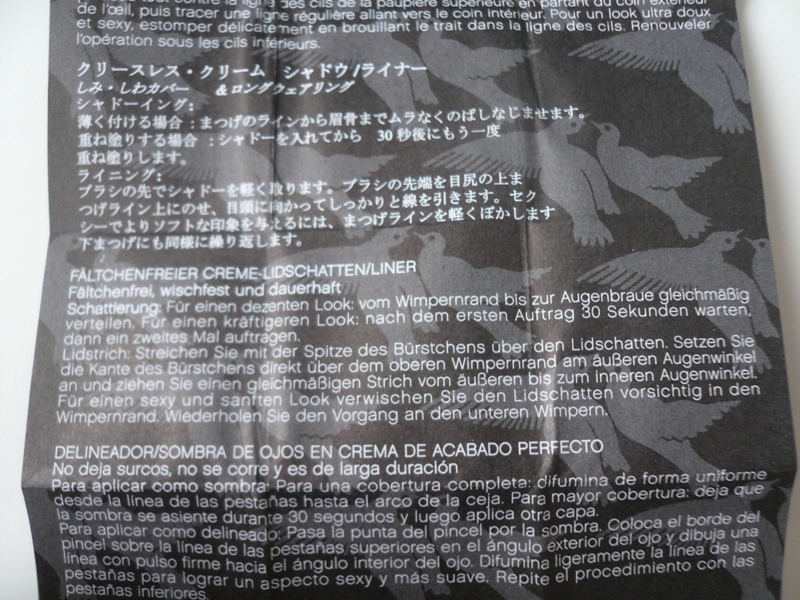 contre la ligne des cils de la paupière supérieure en partant du coin extérieur
de l'œil, puis tracer une ligne régulière allant vers le coin intérieur. Pour un look ultra doux
et sexy, estomper délicatement en brouillant le trait dans la ligne des cils. Renouveler
l'opération sous les cils inférieurs.
クリースレス・クリーム シャドウ/ライナー
しみ・しわカバー &ロングウェアリング
シャドーイング:
薄く付ける場合:まつげのラインから眉骨までムラなくのばしなじませます。
重ね塗りする場合:シャドーを入れてから 30秒後にもう一度
重ね塗りします。
ライニング:
ブラシの先でシャドーを軽く取ります。ブラシの先端を目尻の上ま
つげライン上にのせ、目頭に向かってしっかりと線を引きます。セク
シーでよりソフトな印象を与えるには、まつげラインを軽くぼかします
下まつげにも同様に繰り返します。
FÄLTCHENFREIER CREME-LIDSCHATTEN/LINER
Fältchenfrei, wischfest und dauerhaft
Schattierung: Für einen dezenten Look: vom Wimpernrand bis zur Augenbraue gleichmäßig
verteilen. Für einen kräftigeren Look: nach dem ersten Auftrag 30 Sekunden warten,
dann ein zweites Mal auftragen.
Lidstrich: Streichen Sie mit der Spitze des Bürstchens über den Lidschatten. Setzen Sie
die Kante des Bürstchens direkt über dem oberen Wimpernrand am äußeren Augenwinkel
an und ziehen Sie einen gleichmäßigen Strich vom äußeren bis zum inneren Augenwinkel.
Für einen sexy und sanften Look verwischen Sie den Lidschatten vorsichtig in den
Wimpernrand. Wiederholen Sie den Vorgang an den unteren Wimpern.
DELINEADOR/SOMBRA DE OJOS EN CREMA DE ACABADO PERFECTO
No deja surcos, no se corre y es de larga duración
Para aplicar como sombra: Para una cobertura completa: difumina de forma uniforme
desde la línea de las pestañas hasta el arco de la ceja. Para mayor cobertura: deja que
la sombra se asiente durante 30 segundos y luego aplica otra capa.
Para aplicar como delineador: Pasa la punta del pincel por la sombra. Coloca el borde del
pincel sobre la línea de las pestañas superiores en el ángulo exterior del ojo y dibuja una
línea con pulso firme hacia el ángulo interior del ojo. Difumina ligeramente la línea de las
pestañas para lograr un aspecto sexy y más suave. Repite el procedimiento con las
pestañas inferiores.